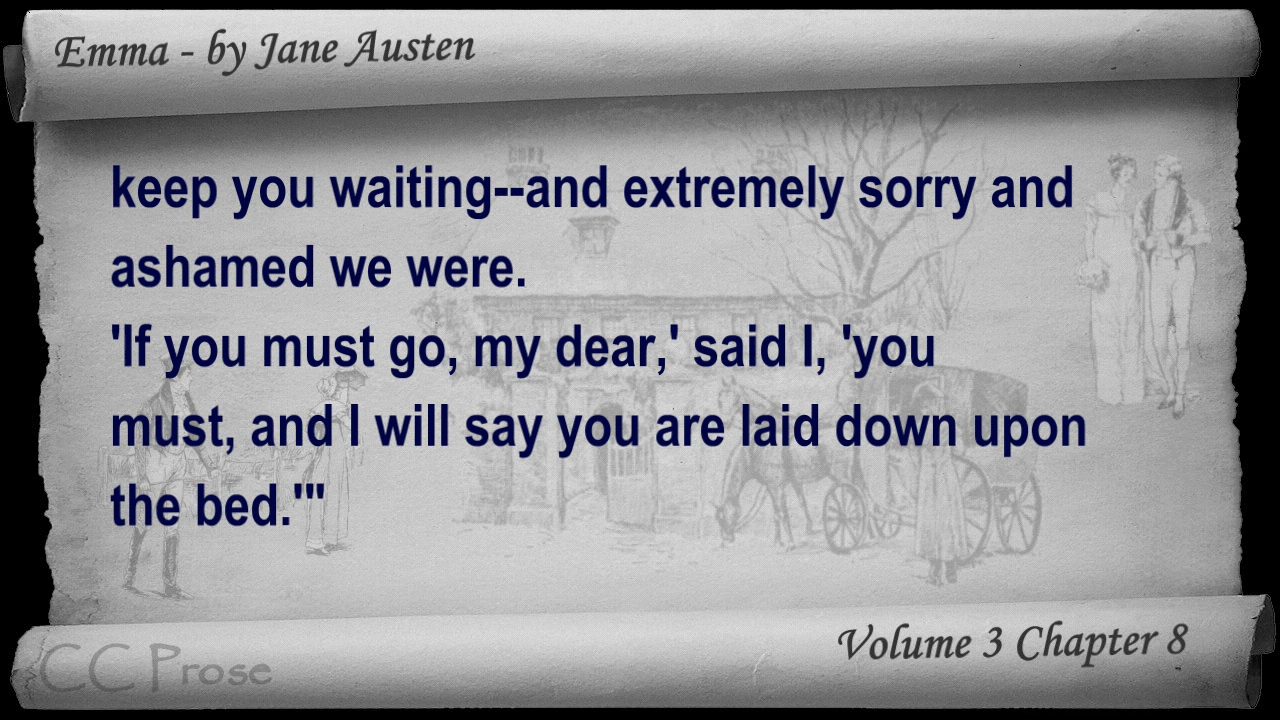 Emma - by Jane Austen
keep you waiting--and extremely sorry and
ashamed we were.
'If you must go, my dear,' said I, 'you
must, and I will say you are laid down upon
the bed.'"
Volume 3 Chapter 8
CC Prose